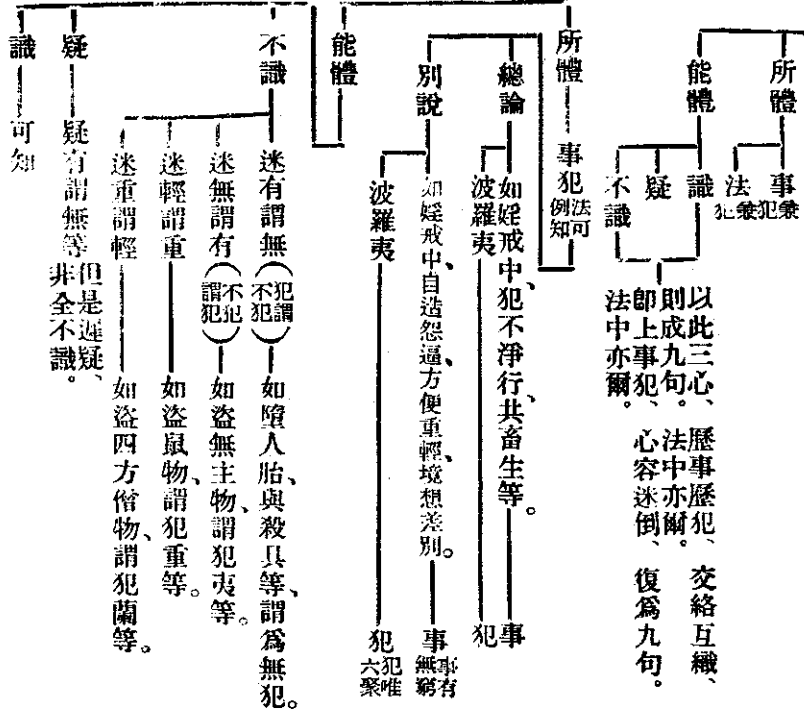 所體
事衆犯
法衆犯
能體
識
疑
不識
以此三心、歷事歷犯、交絡互織、
則成九句。法中亦爾。
卽上事犯、心容迷倒、復爲九句。
法中亦爾。
所體
事犯法可例知
總論
如婬戒中、犯不淨行、共畜生等。
事
波羅夷
犯
別說
如婬戒中、自造怨逼、方便重輕、境想差別。
事事有無窮
波羅夷
犯犯唯六聚
能體
不識
迷有謂無(犯謂不犯)
如墮人胎、與殺具等、謂爲無犯。
迷無謂有(不犯謂犯)
如盜無主物、謂犯夷等。
迷輕謂重
如盜鼠物、謂犯重等。
迷重謂輕
如盜四方僧物、謂犯蘭等。
疑
疑有謂無等
但是遲疑、
非全不識。
識
可知